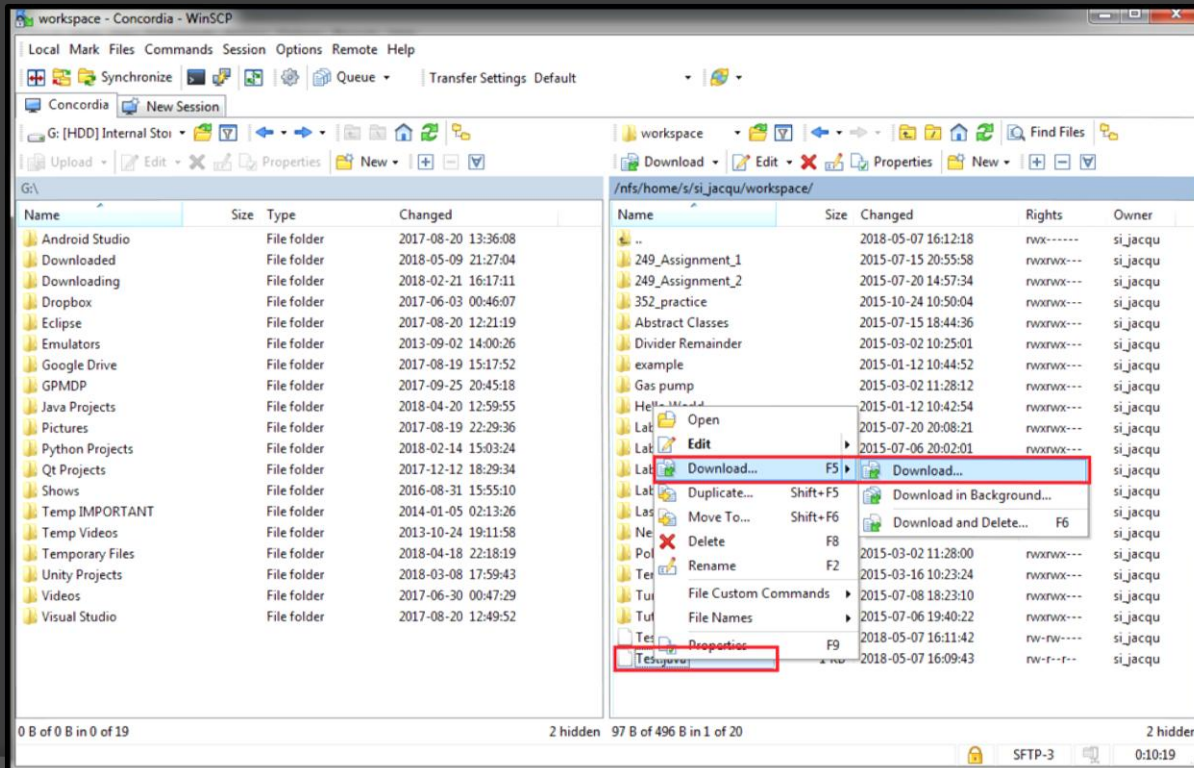 workspace - Concordia - WinSCP
Local Mark Files Commands Session Options Remote Help
Synchronize Queue Transfer Settings Default
Concordia New Session
G: [HDD] Internal workspace Find Files
Upload Edit Properties New Download Edit Properties New
G:\ /nfs/home/s/si_jacqu/workspace/
Name Size Type Changed Name Size Changed Rights Owner
Android Studio File folder 2017-08-20 13:36:08 .. 2018-05-07 16:12:18 rwx------ si_jacqu
Downloaded File folder 2018-05-09 21:27:04 249_Assignment_1 2015-07-15 20:55:58 rwxrwx--- si_jacqu
Downloading File folder 2018-02-21 16:17:11 249_Assignment_2 2015-07-20 14:57:34 rwxrwx--- si_jacqu
Dropbox File folder 2017-06-03 00:46:07 352_practice 2015-10-24 10:50:04 rwxrwx--- si_jacqu
Eclipse File folder 2017-08-20 12:21:19 Abstract Classes 2015-07-15 18:44:36 rwxrwx--- si_jacqu
Emulators File folder 2013-09-02 14:00:26 Divider Remainder 2015-03-02 10:25:01 rwxrwx--- si_jacqu
Google Drive File folder 2017-08-19 15:17:52 example 2015-01-12 10:44:52 rwxrwx--- si_jacqu
GPMDP File folder 2017-09-25 20:45:18 Gas pump 2015-03-02 11:28:12 rwxrwx--- si_jacqu
Java Projects File folder 2018-04-20 12:59:55 Hello World 2015-01-12 10:42:54 rwxrwx--- si_jacqu
Pictures File folder 2017-08-19 22:29:36 Lab Open 2015-07-20 20:08:21 rwxrwx--- si_jacqu
Python Projects File folder 2018-02-14 15:03:24 Lab Edit 2015-07-06 20:02:01 rwxrwx--- si_jacqu
Qt Projects File folder 2017-12-12 18:29:34 Lab Download... F5 Download... si_jacqu
Shows File folder 2016-08-31 15:55:10 Lab Duplicate... Shift+F5 Download in Background... si_jacqu
Temp IMPORTANT File folder 2014-01-05 02:13:26 Las Move To... Shift+F6 Download and Delete... F6 si_jacqu
Temp Videos File folder 2013-10-24 19:11:58 Ne Delete F8 si_jacqu
Temporary Files File folder 2018-04-18 22:18:19 Pol Rename F2 2015-03-02 11:28:00 rwxrwx--- si_jacqu
Unity Projects File folder 2018-03-08 17:59:43 Ter File Custom Commands 2015-03-16 10:23:24 rwxrwx--- si_jacqu
Videos File folder 2017-06-30 00:47:29 Tu 2015-07-08 18:23:10 rwxrwx--- si_jacqu
Visual Studio File folder 2017-08-20 12:49:52 Tut File Names 2015-07-06 19:40:22 rwxrwx--- si_jacqu
Tes Properties F9 2018-05-07 16:11:42 rw-rw---- si_jacqu
Test.java 1 KB 2018-05-07 16:09:43 rw-r--r-- si_jacqu
0 B of 0 B in 0 of 19 2 hidden 97 B of 496 B in 1 of 20 2 hidden
SFTP-3 0:10:19